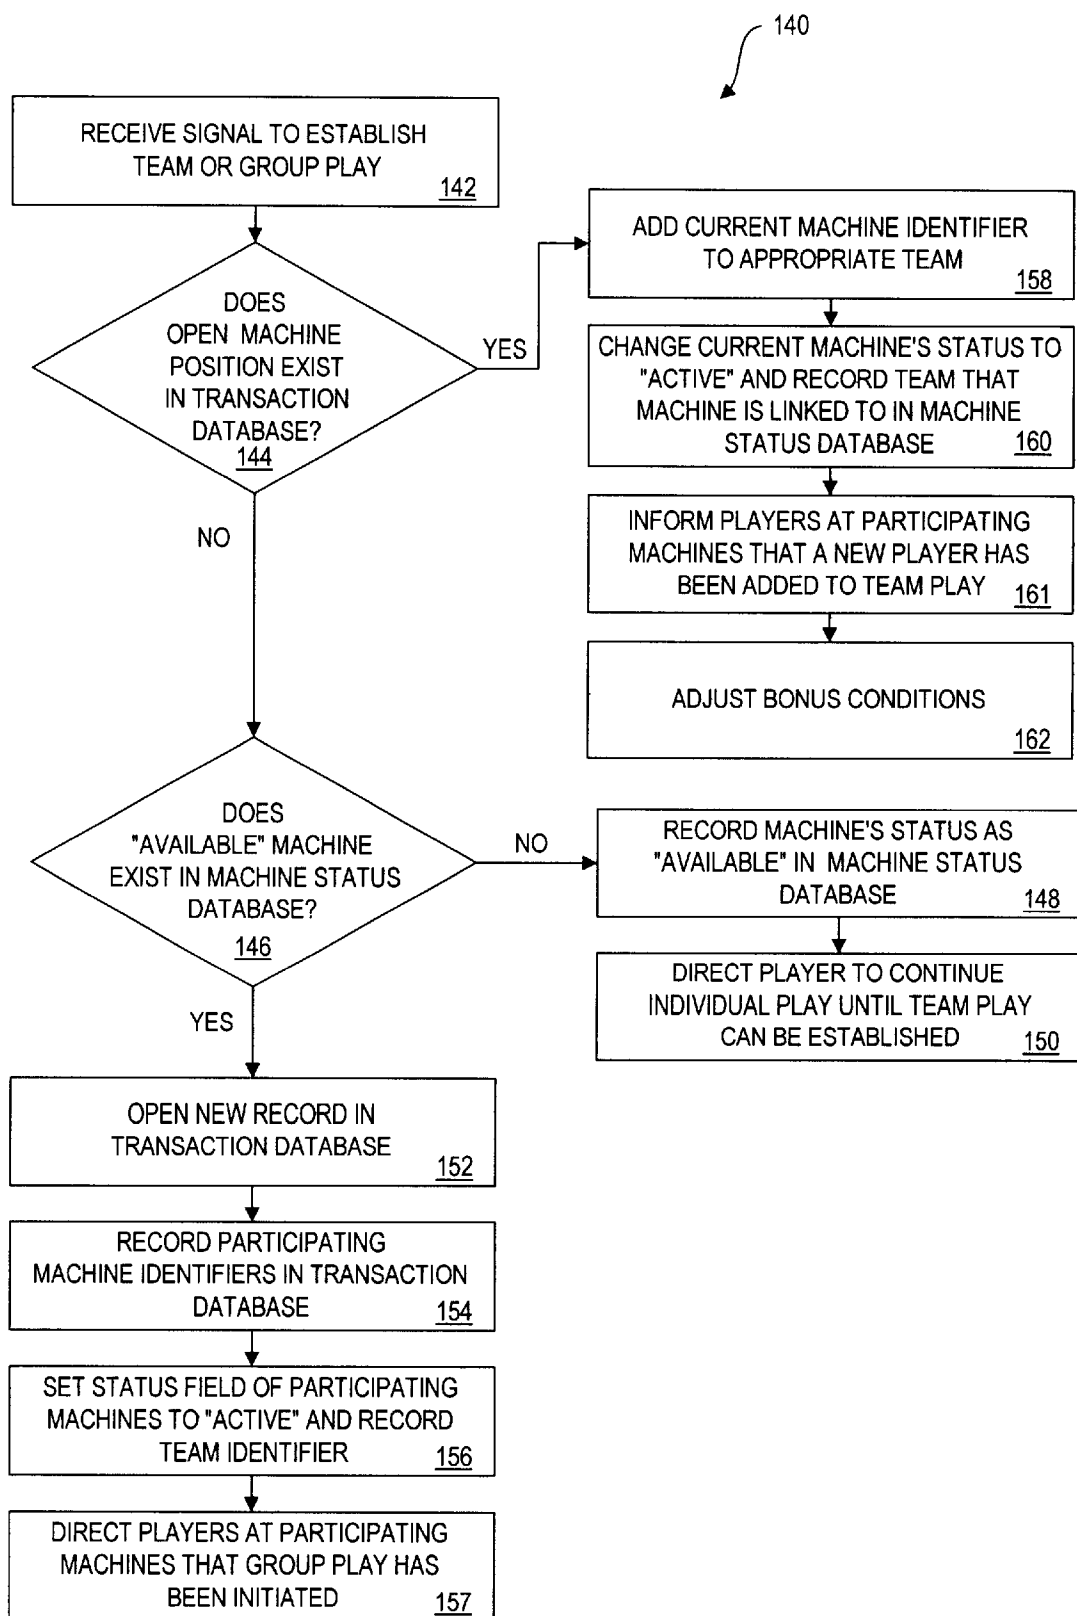 140
RECEIVE SIGNAL TO ESTABLISH
TEAM OR GROUP PLAY
142
DOES
OPEN MACHINE
POSITION EXIST
IN TRANSACTION
DATABASE?
144
YES
NO
ADD CURRENT MACHINE IDENTIFIER
TO APPROPRIATE TEAM
158
CHANGE CURRENT MACHINE'S STATUS TO
"ACTIVE" AND RECORD TEAM THAT
MACHINE IS LINKED TO IN MACHINE
STATUS DATABASE
160
INFORM PLAYERS AT PARTICIPATING
MACHINES THAT A NEW PLAYER HAS
BEEN ADDED TO TEAM PLAY
161
ADJUST BONUS CONDITIONS
162
DOES
"AVAILABLE" MACHINE
EXIST IN MACHINE STATUS
DATABASE?
146
NO
YES
RECORD MACHINE'S STATUS AS
"AVAILABLE" IN MACHINE STATUS
DATABASE
148
DIRECT PLAYER TO CONTINUE
INDIVIDUAL PLAY UNTIL TEAM PLAY
CAN BE ESTABLISHED
150
OPEN NEW RECORD IN
TRANSACTION DATABASE
152
RECORD PARTICIPATING
MACHINE IDENTIFIERS IN TRANSACTION
DATABASE
154
SET STATUS FIELD OF PARTICIPATING
MACHINES TO "ACTIVE" AND RECORD
TEAM IDENTIFIER
156
DIRECT PLAYERS AT PARTICIPATING
MACHINES THAT GROUP PLAY HAS
BEEN INITIATED
157